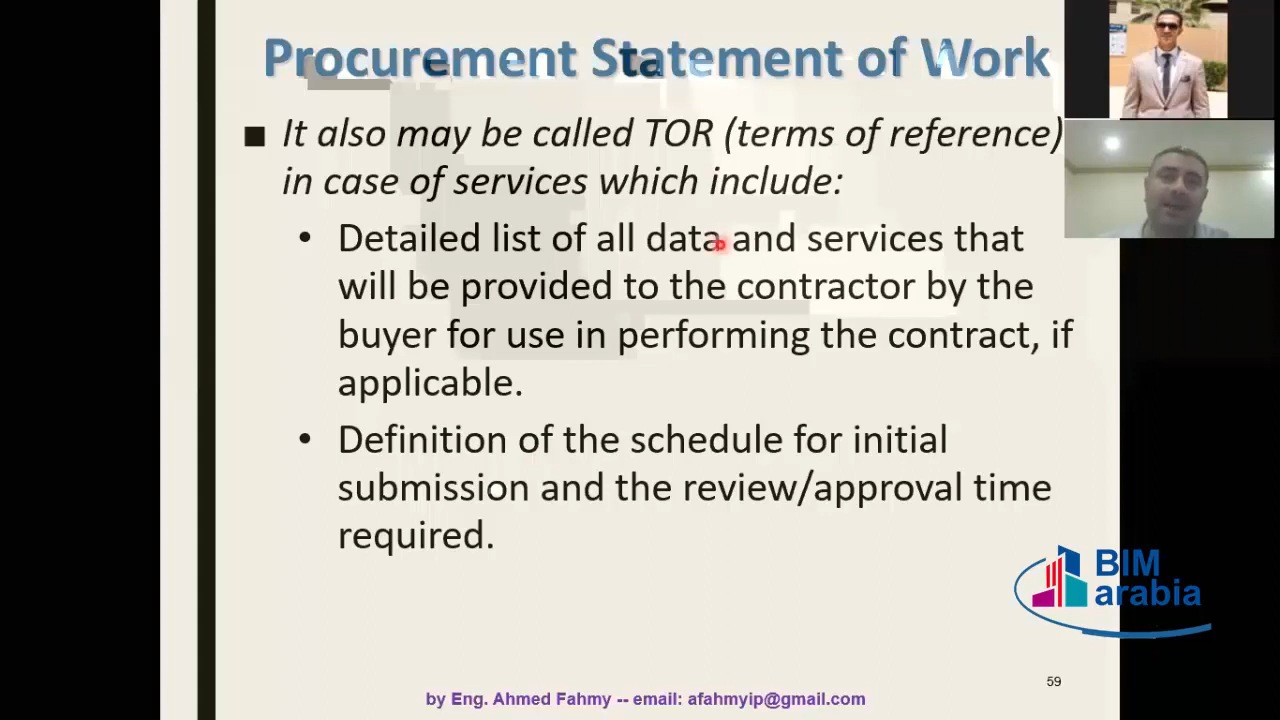 Procurement Statement of Work
■ It also may be called TOR (terms of reference)
in case of services which include:
• Detailed list of all data and services that
will be provided to the contractor by the
buyer for use in performing the contract, if
applicable.
• Definition of the schedule for initial
submission and the review/approval time
required.
BIM
arabia
59
by Eng. Ahmed Fahmy -- email: afahmyip@gmail.com